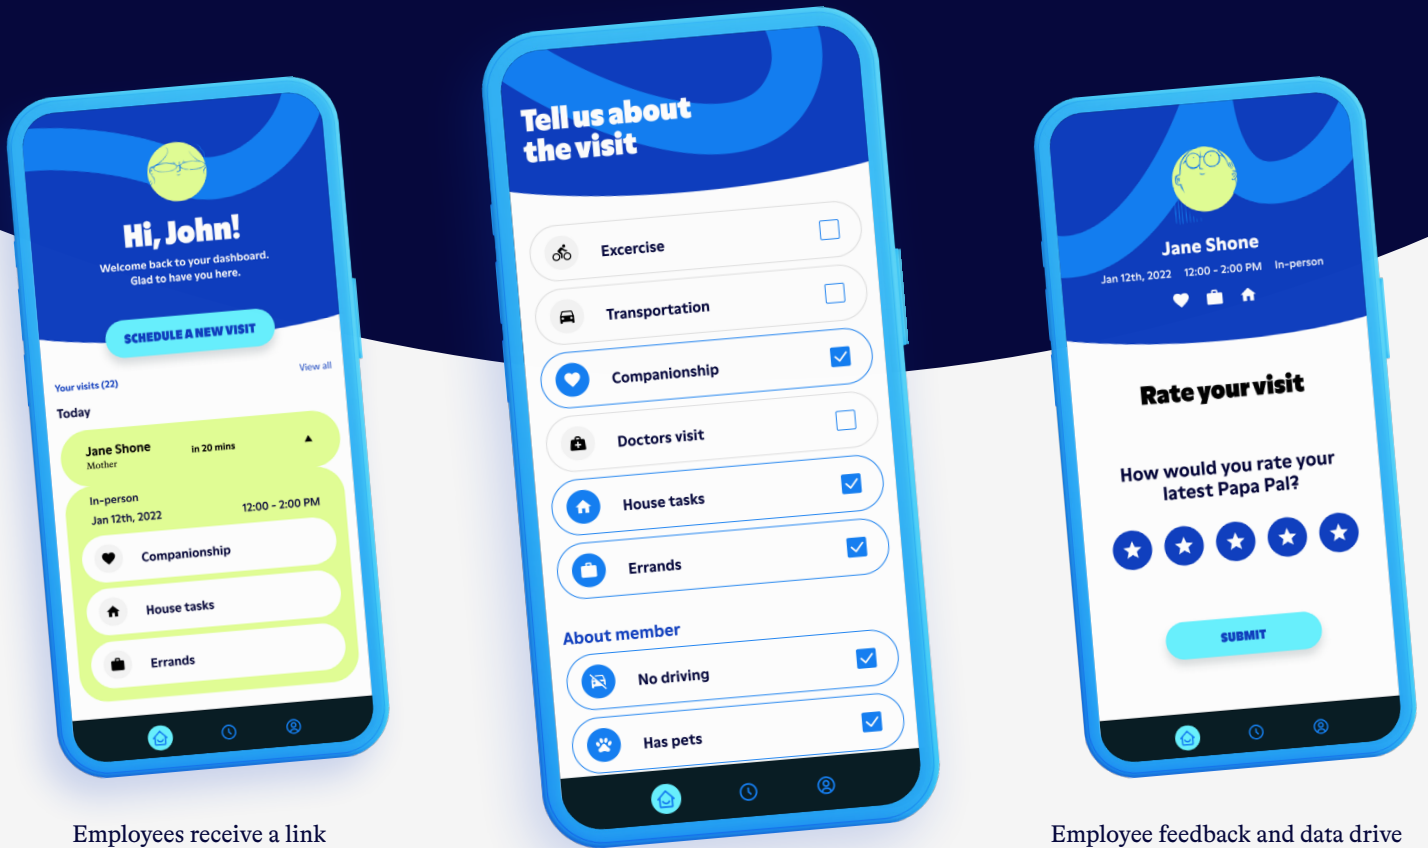 Hi, John!
Welcome back to your dashboard.
Glad to have you here.
SCHEDULE A NEW VISIT
Your visits (22)
View all
Today
Jane Shone
in 20 mins
Mother
In-person
Jan 12th, 2022
12:00 - 2:00 PM
Companionship
House tasks
Errands
Employees receive a link
Tell us about
the visit
Excercise
Transportation
Companionship
Doctors visit
House tasks
Errands
About member
No driving
Has pets
Jane Shone
Jan 12th, 2022 12:00 - 2:00 PM In-person
Rate your visit
How would you rate your
latest Papa Pal?
SUBMIT
Employee feedback and data drive